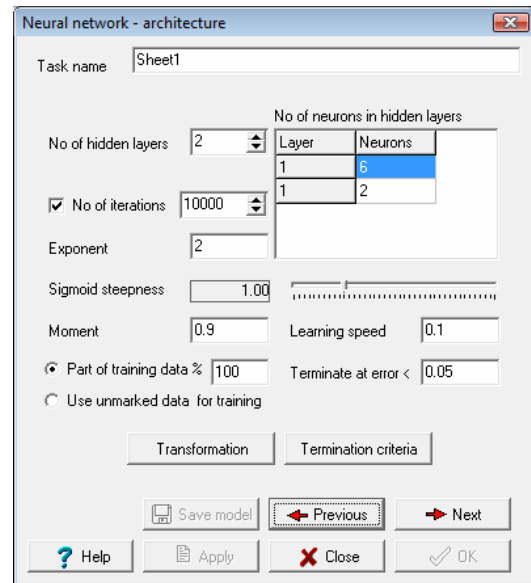 Neural network - architecture
Task name Sheet1
No of neurons in hidden layers
No of hidden layers 2
Layer Neurons
1 6
1 2
No of iterations 10000
Exponent 2
Sigmoid steepness 1.00
Moment 0.9 Learning speed 0.1
Part of training data % 100 Terminate at error < 0.05
Use unmarked data for training
Transformation Termination criteria
Save model Previous Next
? Help Apply Close OK